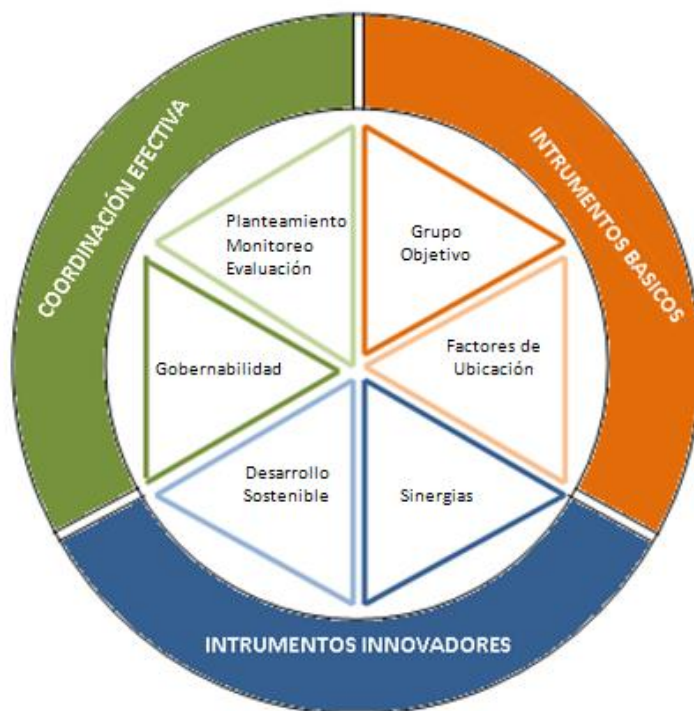 COORDINACIÓN EFECTIVA
INTRUMENTOS BASICOS
Planteamiento
Monitoreo
Evaluación
Grupo
Objetivo
Gobernabilidad
Factores de
Ubicación
Desarrollo
Sostenible
Sinergias
INTRUMENTOS INNOVADORES